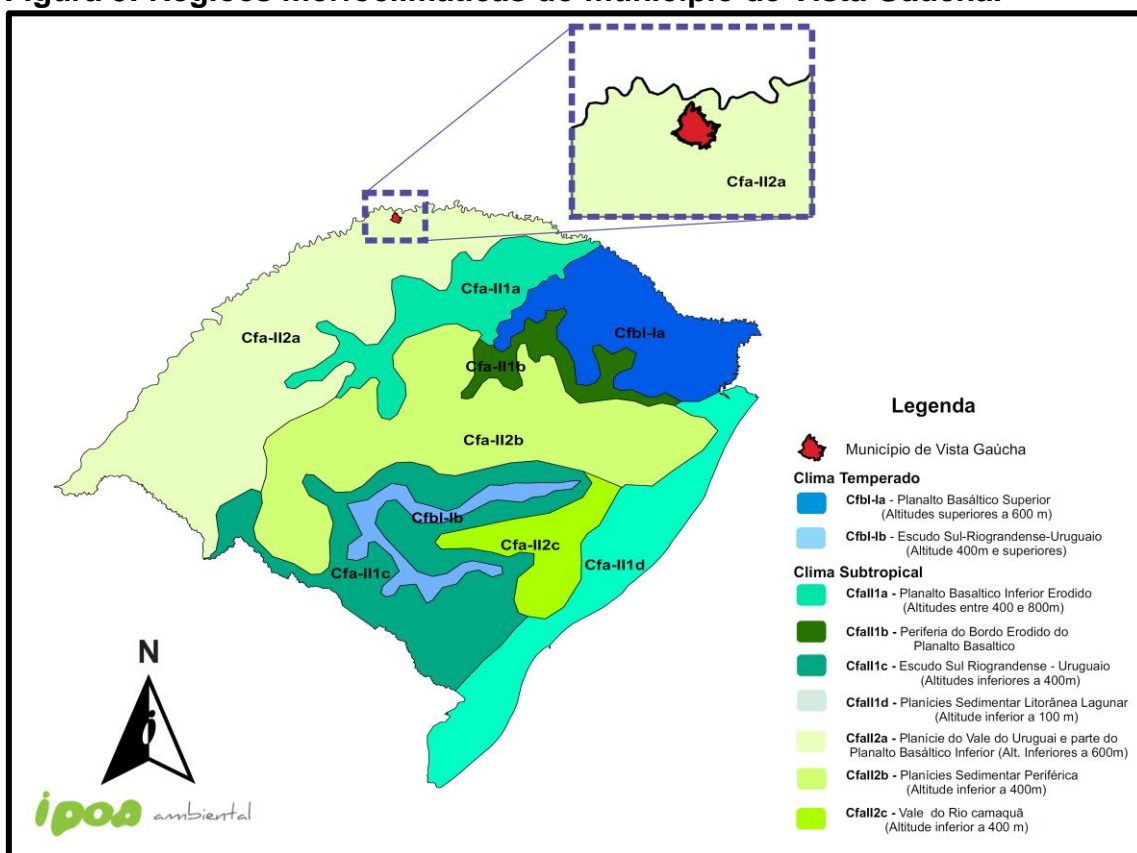 Figura Regiões morfoclimáticas do município de Vista Gaúcha.
Cfa-II2a
Cfa-II1a
Cfbl-Ia
Cfa-II2a
Cfa-II1b
Cfa-II2b
Cfbl-Ib
Cfa-II2c
Cfa-II1d
Cfa-II1c
Legenda
Município de Vista Gaúcha
Clima Temperado
Cfbl-Ia - Planalto Basáltico Superior
(Altitudes superiores a 600 m)
Cfbl-Ib - Escudo Sul-Riograndense-Uruguaio
(Altitude 400m e superiores)
Clima Subtropical
CfaII1a - Planalto Basaltico Inferior Erodido
(Altitudes entre 400 e 800m)
CfaII1b - Periferia do Bordo Erodido do
Planalto Basaltico
CfaII1c - Escudo Sul Riograndense - Uruguaio
(Altitudes inferiores a 400m)
CfaII1d - Planícies Sedimentar Litorânea Lagunar
(Altitude inferior a 100 m)
CfaII2a - Planície do Vale do Uruguai e parte do
Planalto Basáltico Inferior (Alt. Inferiores a 600m)
CfaII2b - Planícies Sedimentar Periférica
(Altitude inferior a 400m)
CfaII2c - Vale do Rio camaquã
(Altitude inferior a 400 m)
N
ipoa ambiental